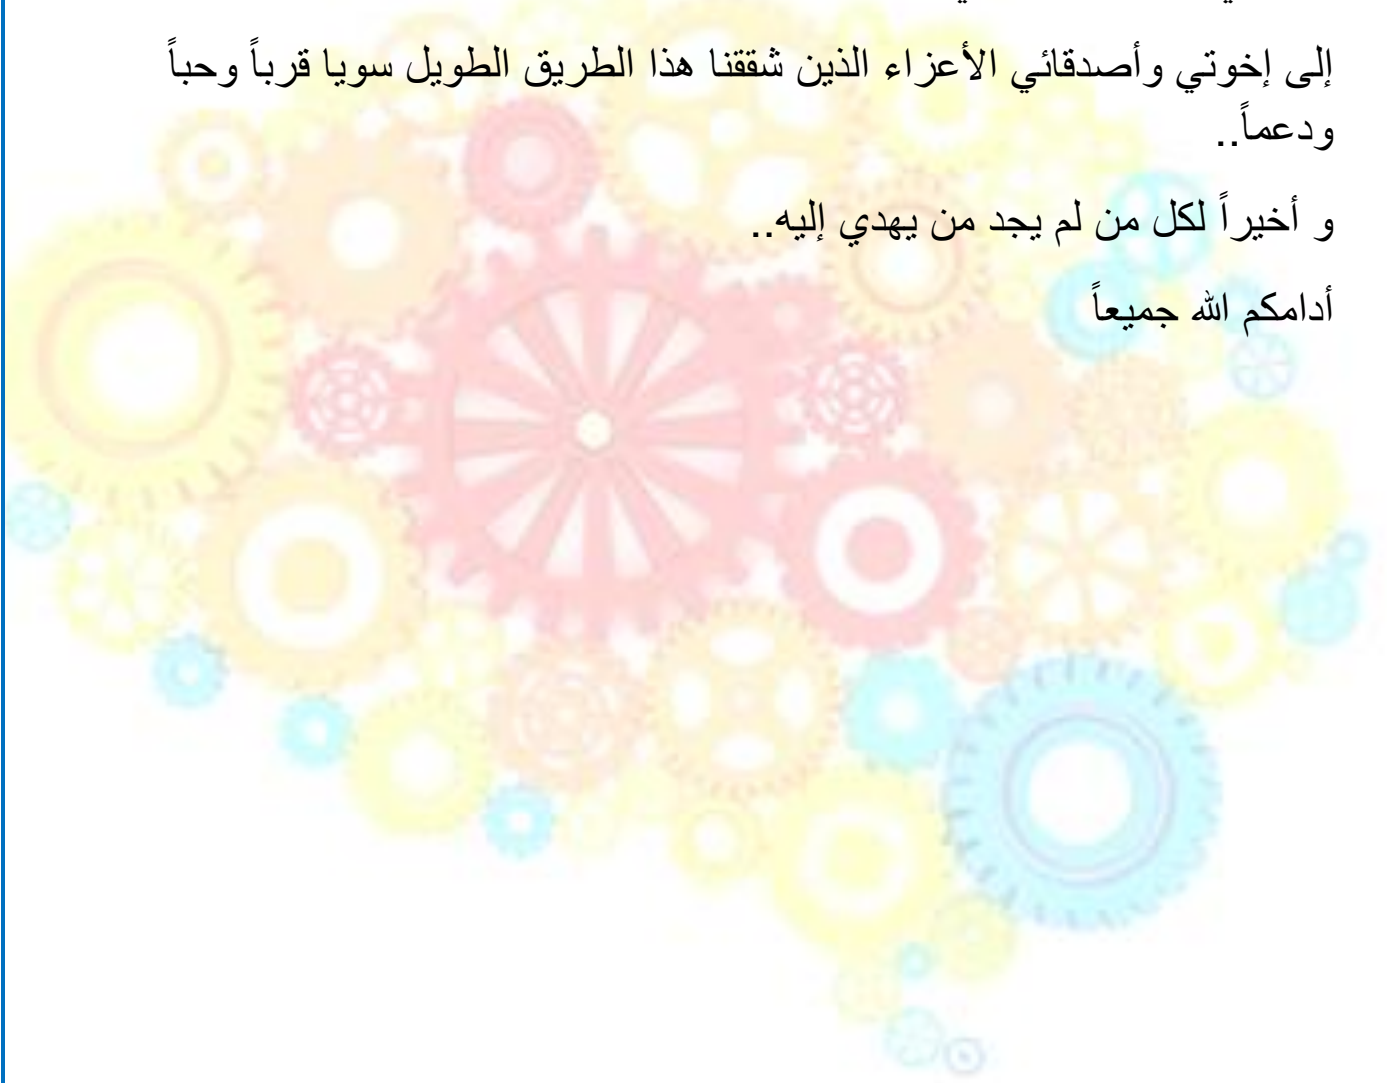 إلى إخوتي وأصدقائي الأعزاء الذين شققنا هذا الطريق الطويل سويا قرباً وحباً
ودعماً..
و أخيراً لكل من لم يجد من يهدي إليه..
أدامكم الله جميعاً